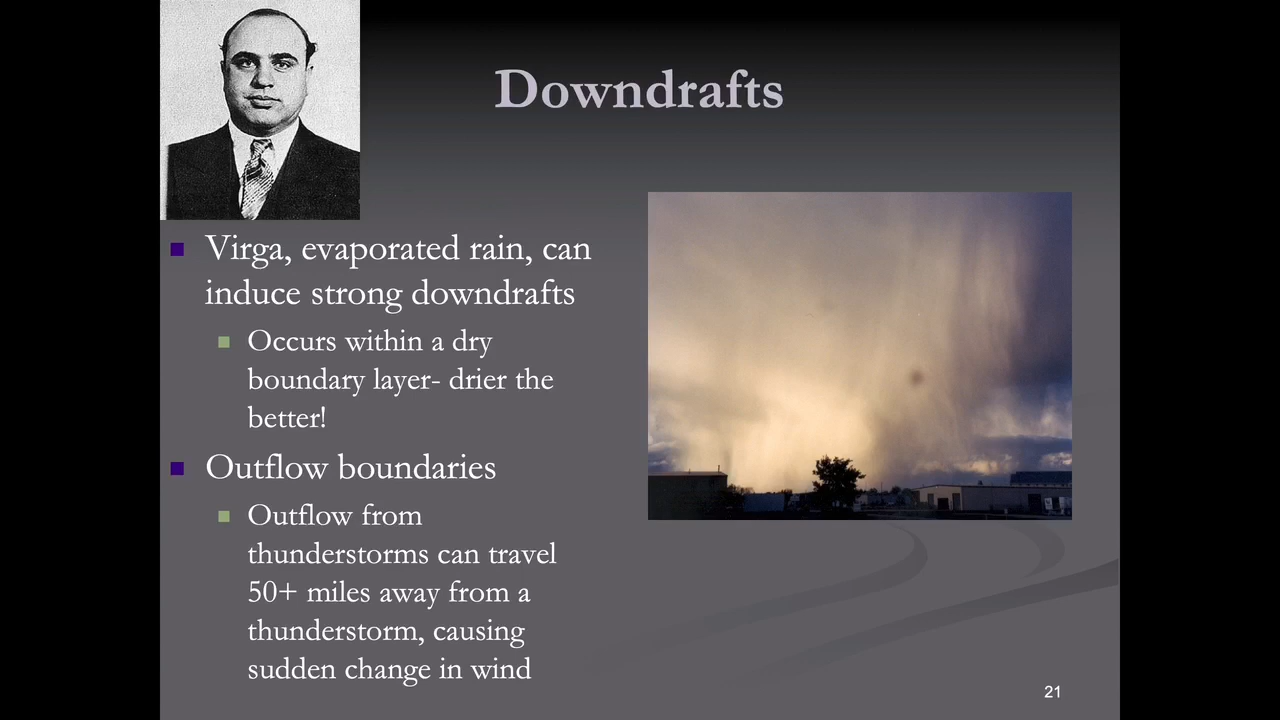 Downdrafts
Virga, evaporated rain, can
induce strong downdrafts
Occurs within a dry
boundary layer- drier the
better!
Outflow boundaries
Outflow from
thunderstorms can travel
50+ miles away from a
thunderstorm, causing
sudden change in wind
21